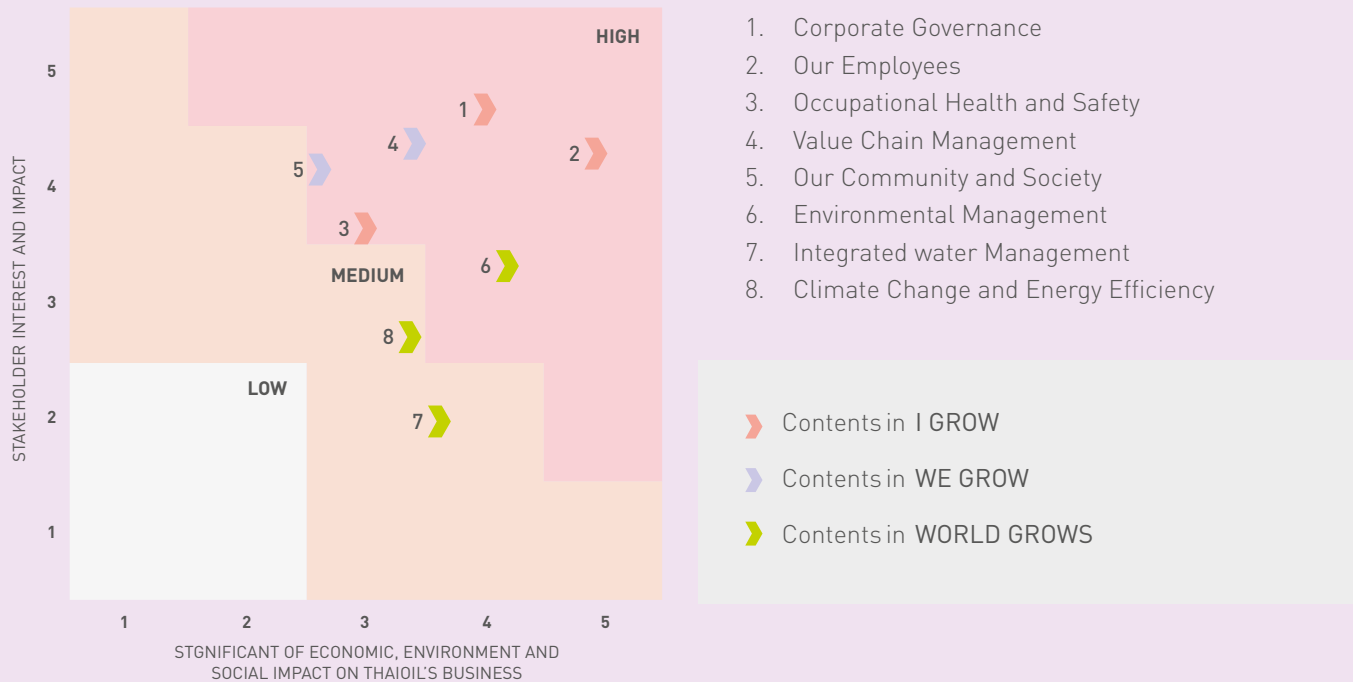 HIGH
5
1
4
2
5
4
3
6
MEDIUM
3
8
LOW
2
7
1
1 2 3 4 5
STAKEHOLDER INTEREST AND IMPACT
STGNIFICANT OF ECONOMIC, ENVIRONMENT AND
SOCIAL IMPACT ON THAIOIL'S BUSINESS
1. Corporate Governance
2. Our Employees
3. Occupational Health and Safety
4. Value Chain Management
5. Our Community and Society
6. Environmental Management
7. Integrated water Management
8. Climate Change and Energy Efficiency
Contents in I GROW
Contents in WE GROW
Contents in WORLD GROWS